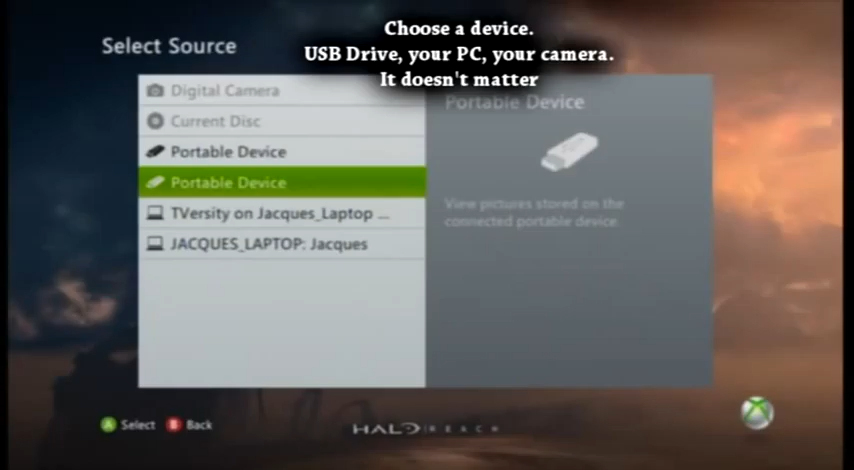 Choose a device.
USB Drive, your PC, your camera.
It doesn't matter
Select Source
Digital Camera
Current Disc
Portable Device
Portable Device
TVersity on Jacques_Laptop ...
JACQUES_LAPTOP: Jacques
Portable Device
View pictures stored on the
connected portable device.
A Select B Back
HALO REACH